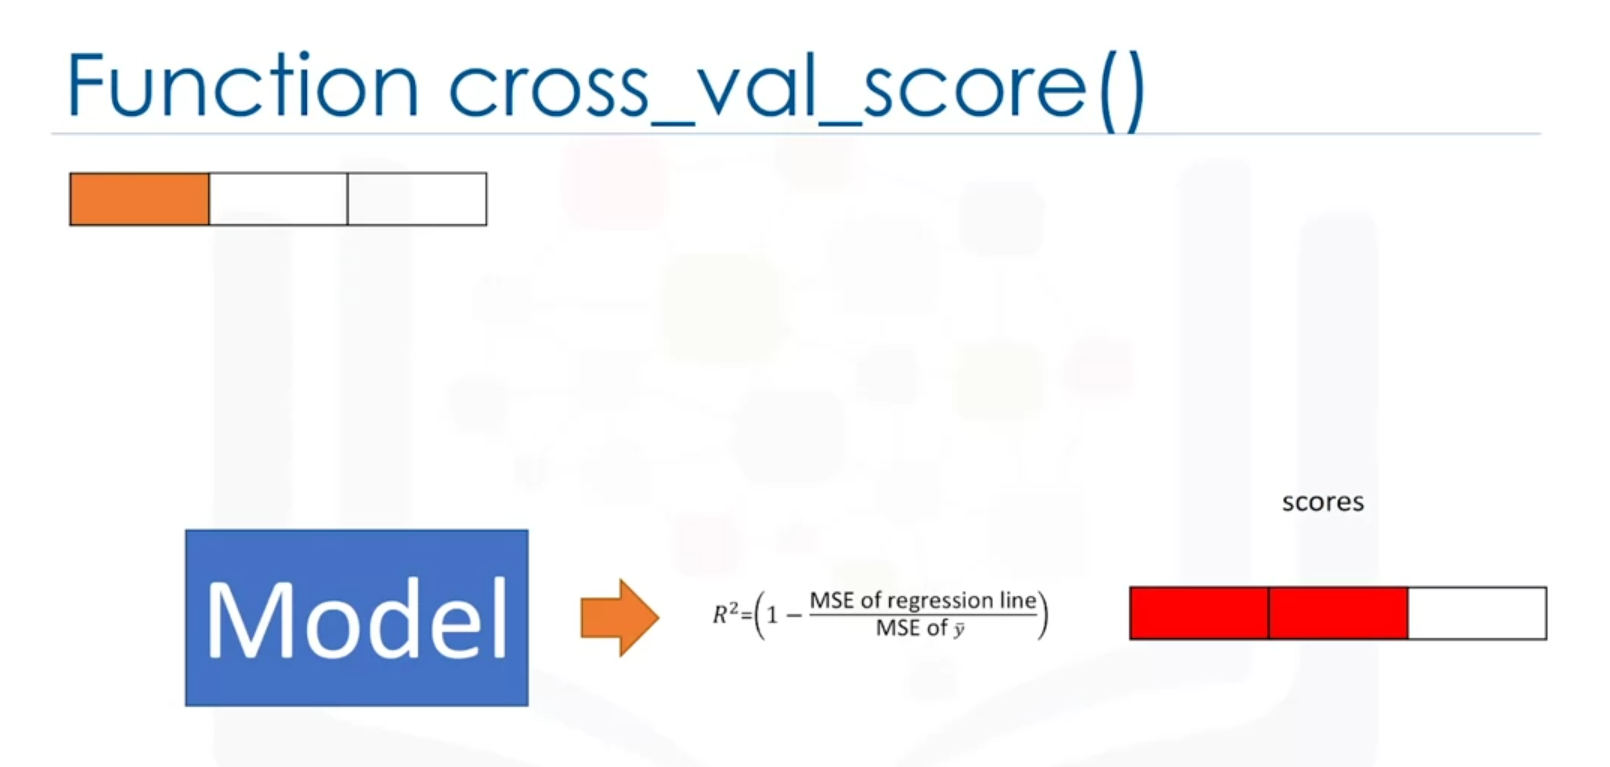 Function cross_val_score()
scores
Model
R²=(1 − MSE of regression line / MSE of ȳ)